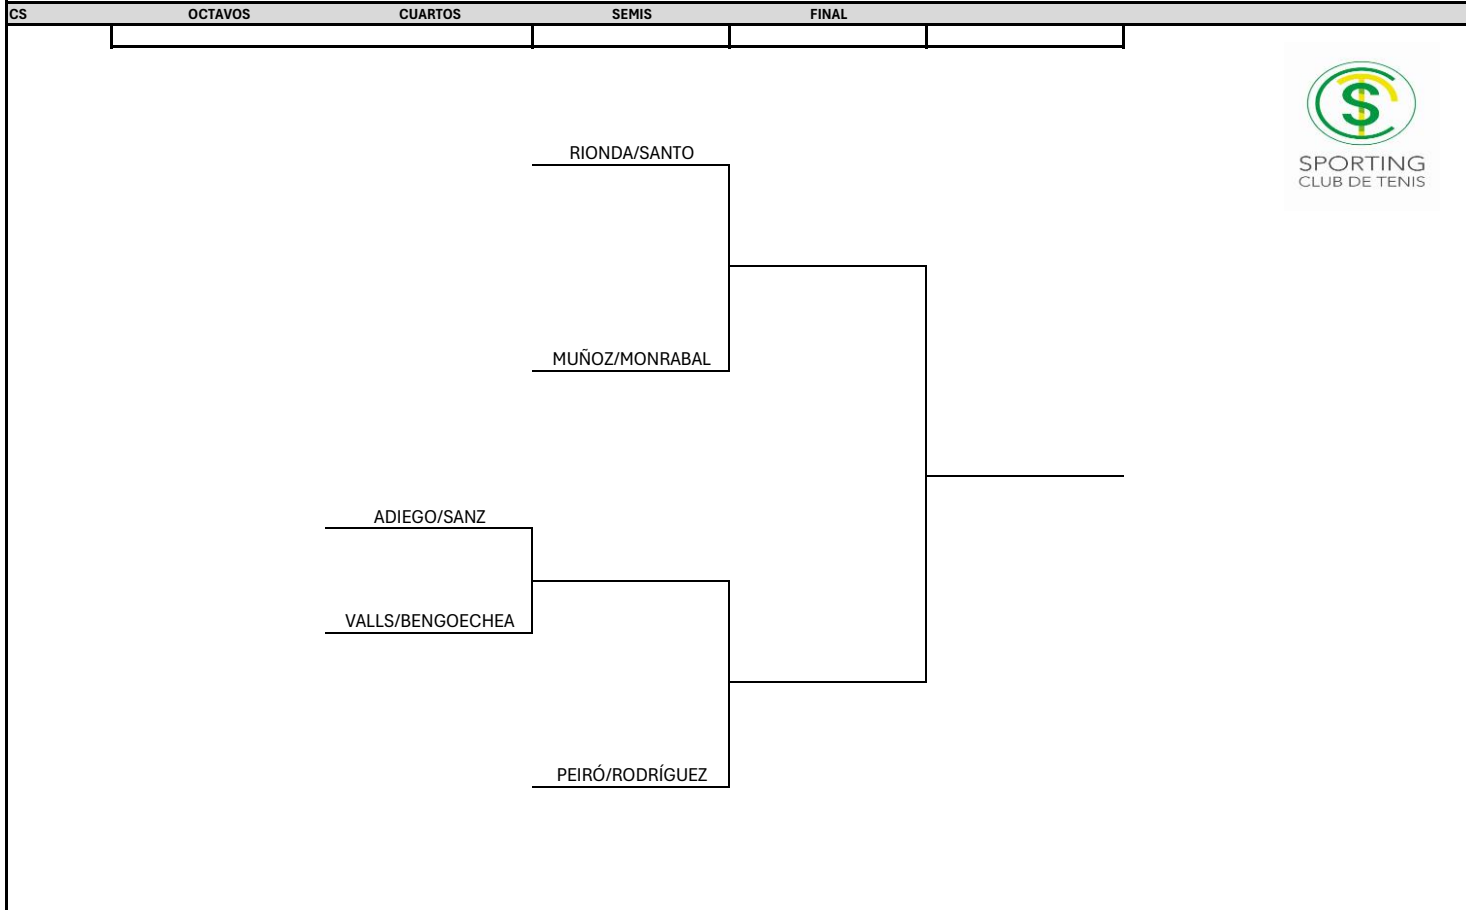 CS OCTAVOS CUARTOS SEMIS FINAL
SPORTING
CLUB DE TENIS
RIONDA/SANTO
MUÑOZ/MONRABAL
ADIEGO/SANZ
VALLS/BENGOECHEA
PEIRÓ/RODRÍGUEZ